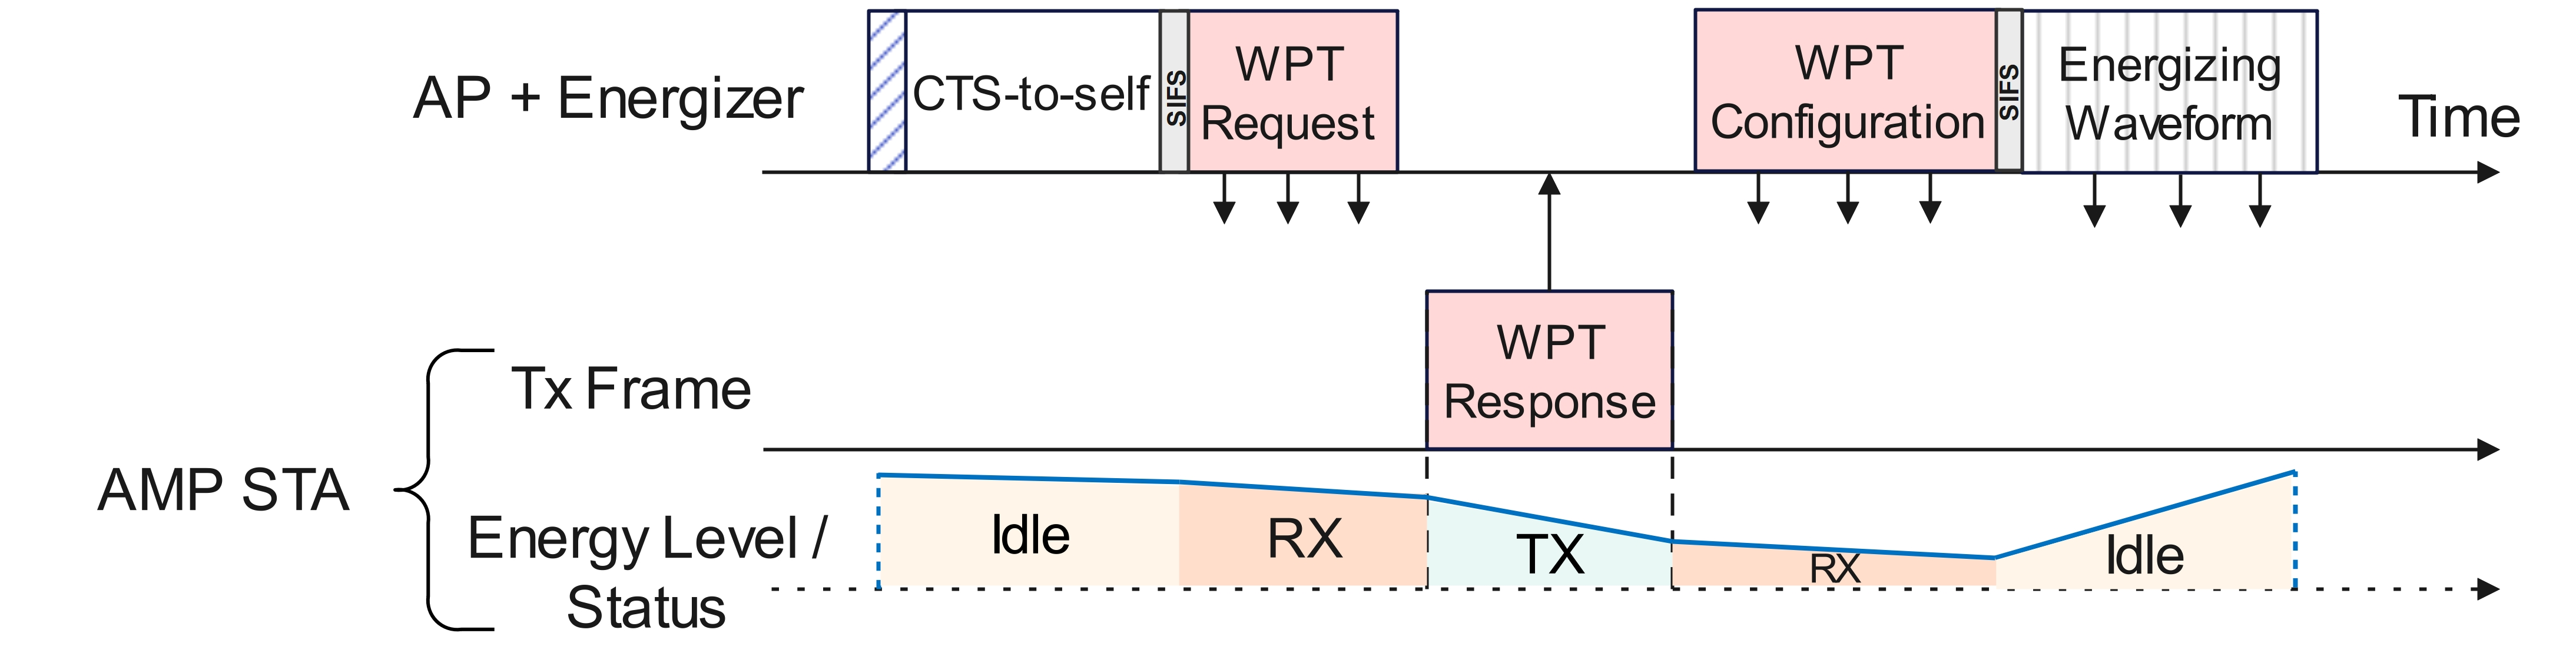 AP + Energizer
CTS-to-self
SIFS
WPT
Request
WPT
Configuration
SIFS
Energizing
Waveform
Time
AMP STA
Tx Frame
WPT
Response
Energy Level /
Status
Idle
RX
TX
RX
Idle